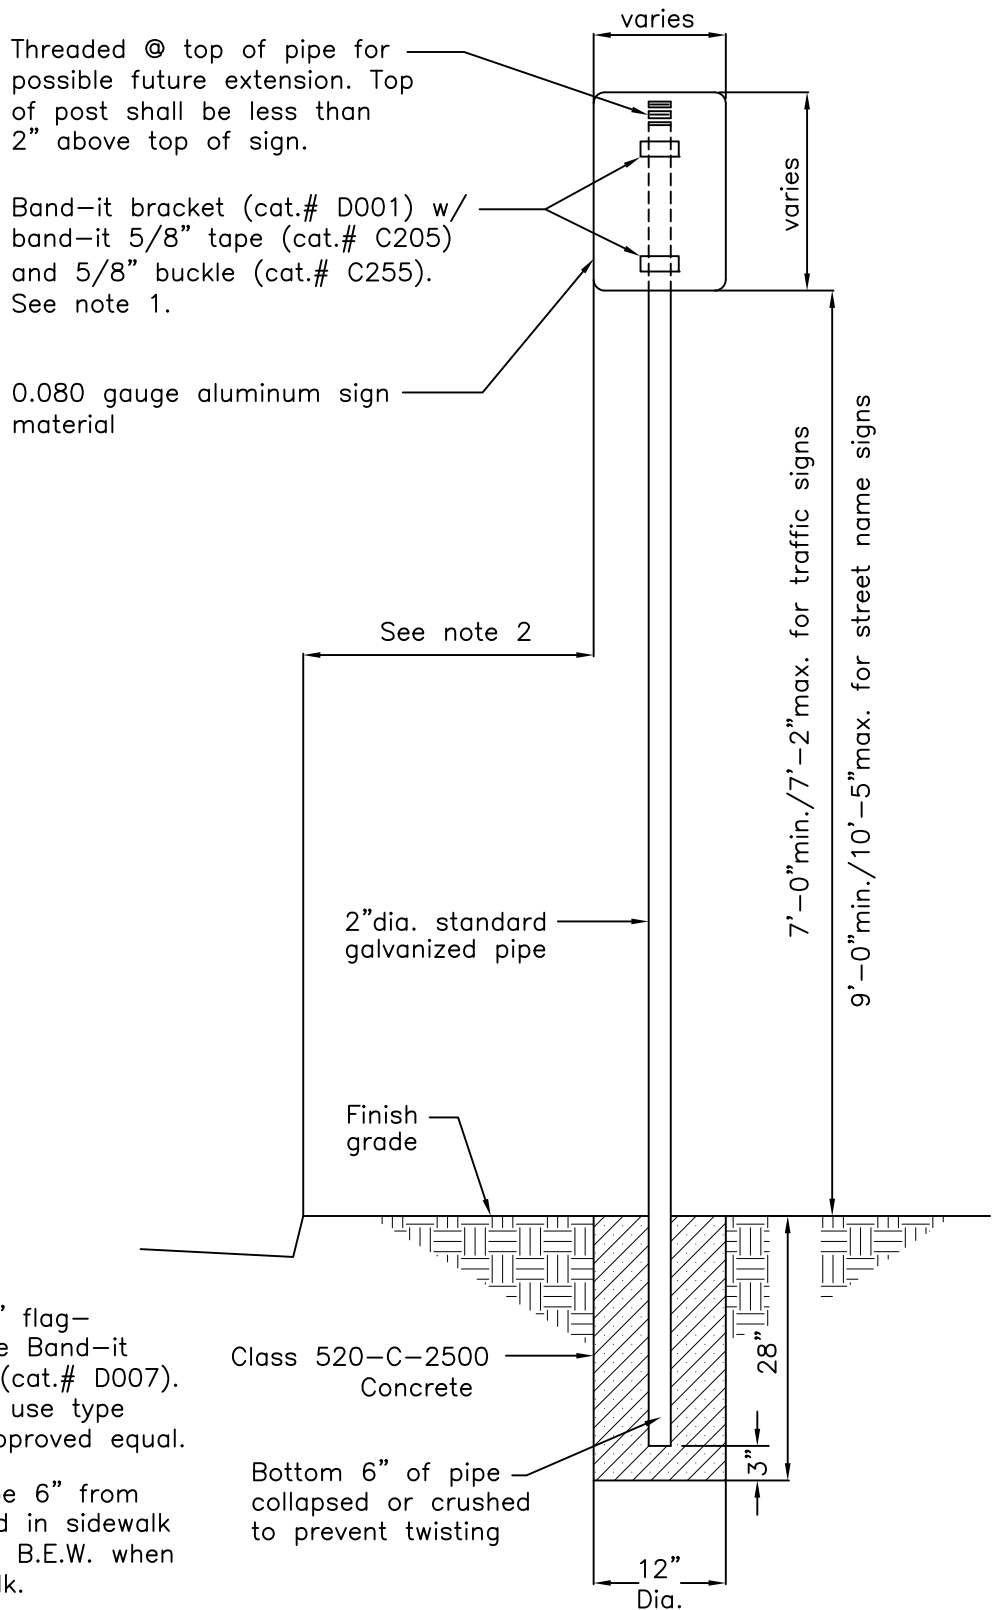 varies
Threaded @ top of pipe for
possible future extension. Top
of post shall be less than
2” above top of sign.
varies
Band-it bracket (cat.# D001) w/
band-it 5/8” tape (cat.# C205)
and 5/8” buckle (cat.# C255).
See note 1.
0.080 gauge aluminum sign
material
7’-0”min./7’-2”max. for traffic signs
9’-0”min./10’-5”max. for street name signs
See note 2
2”dia. standard
galvanized pipe
Finish
grade
” flag-
Band-it
(cat.# D007).
use type
approved equal.
6” from
in sidewalk
B.E.W. when
Class 520-C-2500
Concrete
28”
3”
Bottom 6” of pipe
collapsed or crushed
to prevent twisting
12”
Dia.